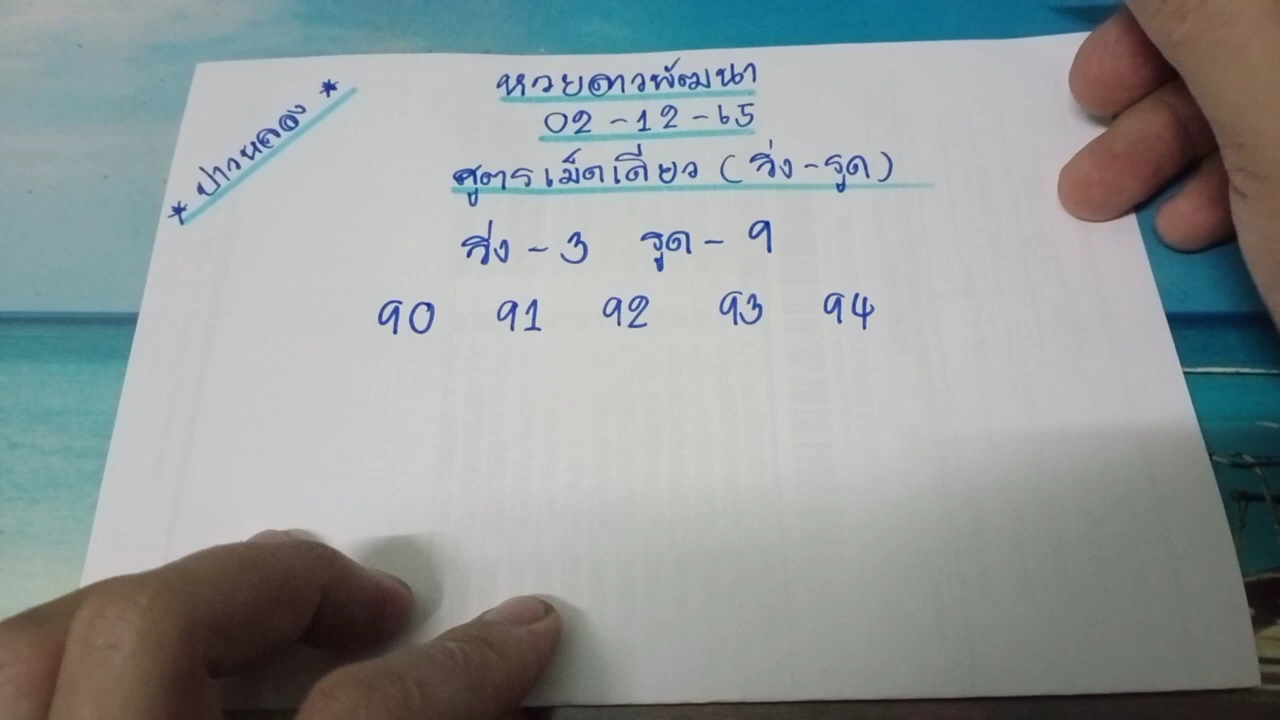 หวยลาวพัฒนา
02-12-65
* ปาวหลอง *
สูตรเม็ดเดียว (วิ่ง-รูด)
วิ่ง-3 รูด-9
90 91 92 93 94